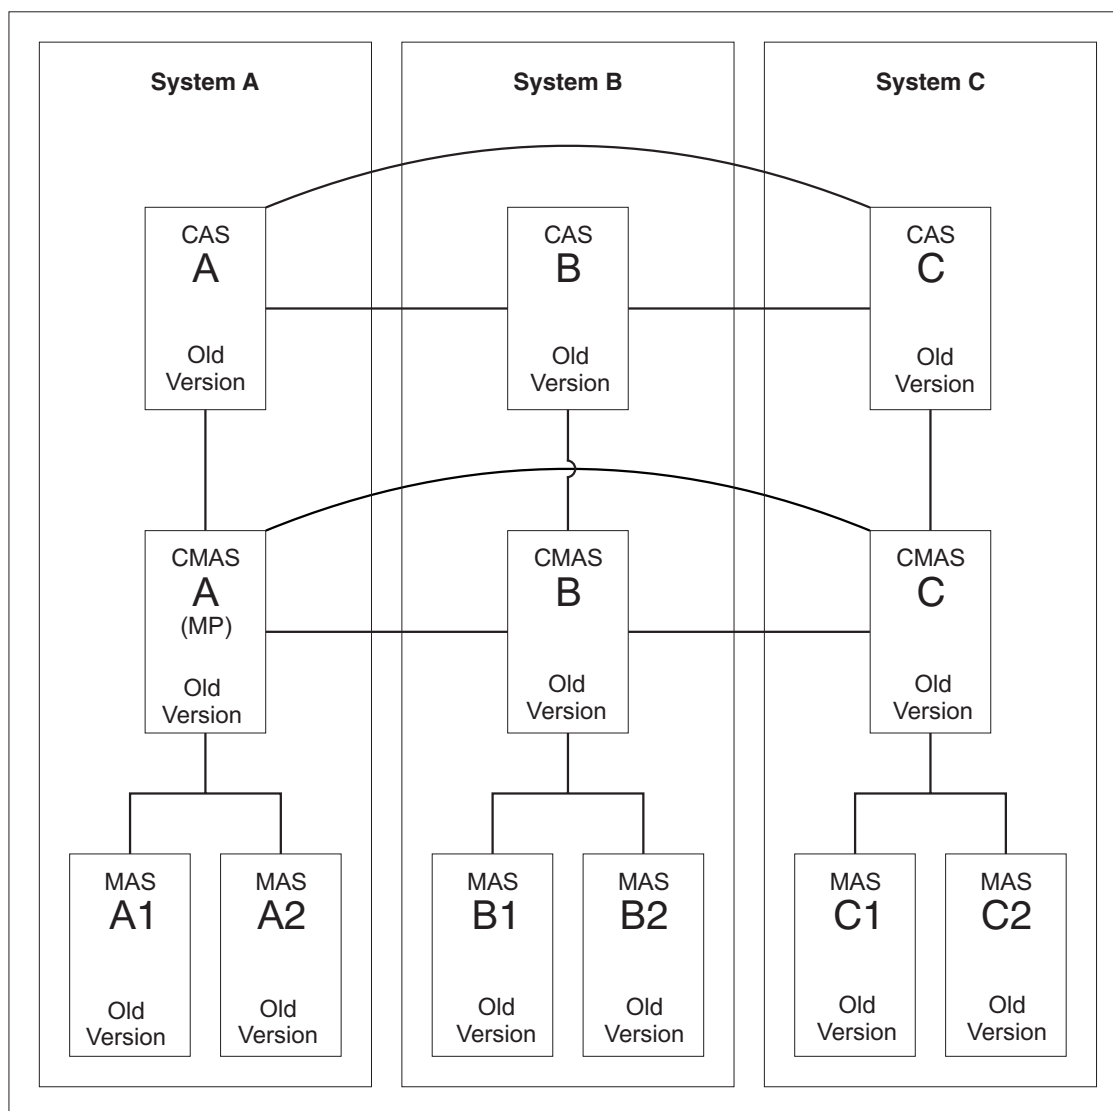 System A
System B
System C
CAS
A
Old
Version
CAS
B
Old
Version
CAS
C
Old
Version
CMAS
A
(MP)
Old
Version
CMAS
B
Old
Version
CMAS
C
Old
Version
MAS
A1
Old
Version
MAS
A2
Old
Version
MAS
B1
Old
Version
MAS
B2
Old
Version
MAS
C1
Old
Version
MAS
C2
Old
Version